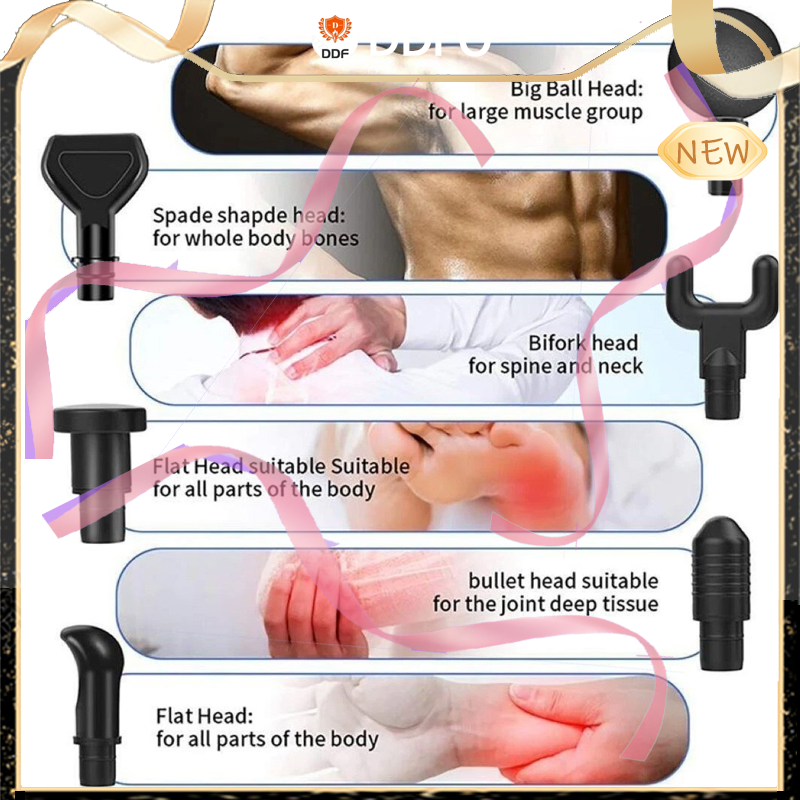 DDF
Big Ball Head:
for large muscle group
NEW
Spade shapde head:
for whole body bones
Bifork head
for spine and neck
Flat Head suitable Suitable
for all parts of the body
bullet head suitable
for the joint deep tissue
Flat Head:
for all parts of the body